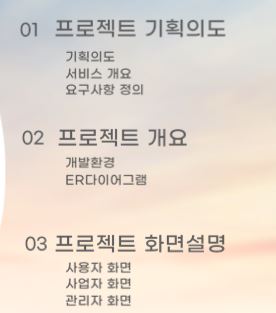 01 프로젝트 기획의도
기획의도
서비스 개요
요구사항 정의
02 프로젝트 개요
개발환경
ER다이어그램
03 프로젝트 화면설명
사용자 화면
사업자 화면
관리자 화면